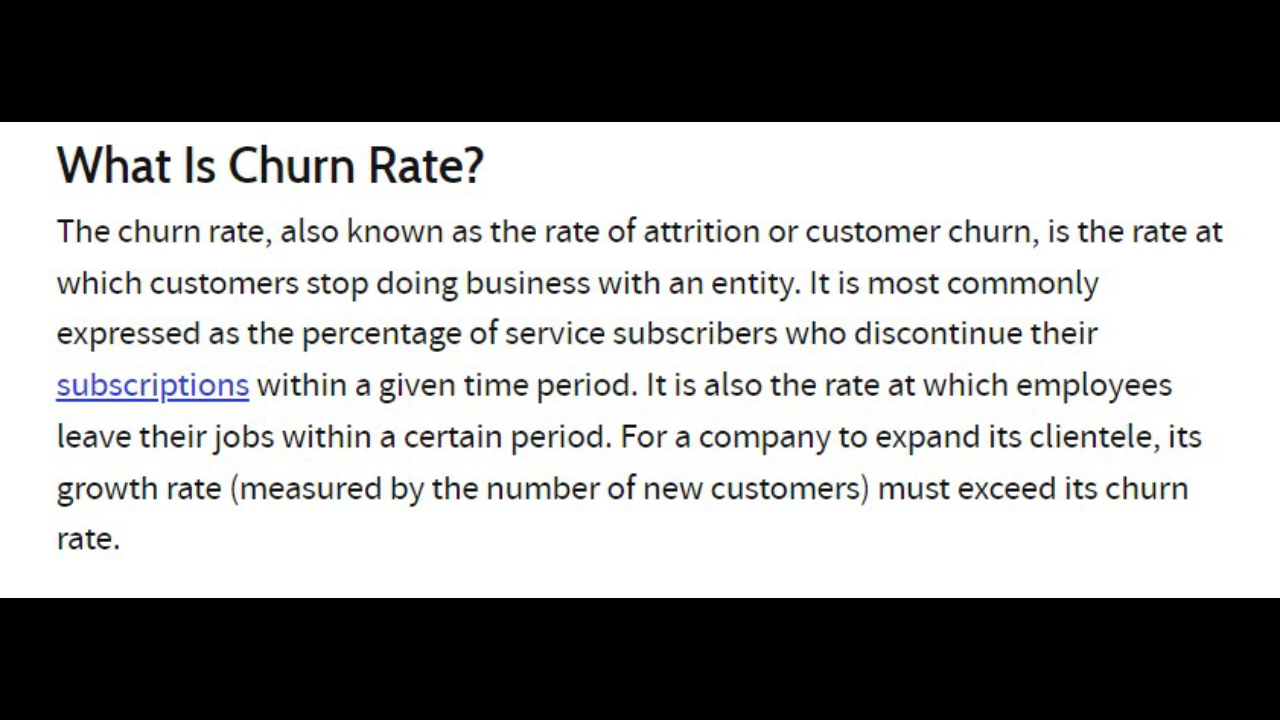 What Is Churn Rate?
The churn rate, also known as the rate of attrition or customer churn, is the rate at
which customers stop doing business with an entity. It is most commonly
expressed as the percentage of service subscribers who discontinue their
subscriptions within a given time period. It is also the rate at which employees
leave their jobs within a certain period. For a company to expand its clientele, its
growth rate (measured by the number of new customers) must exceed its churn
rate.